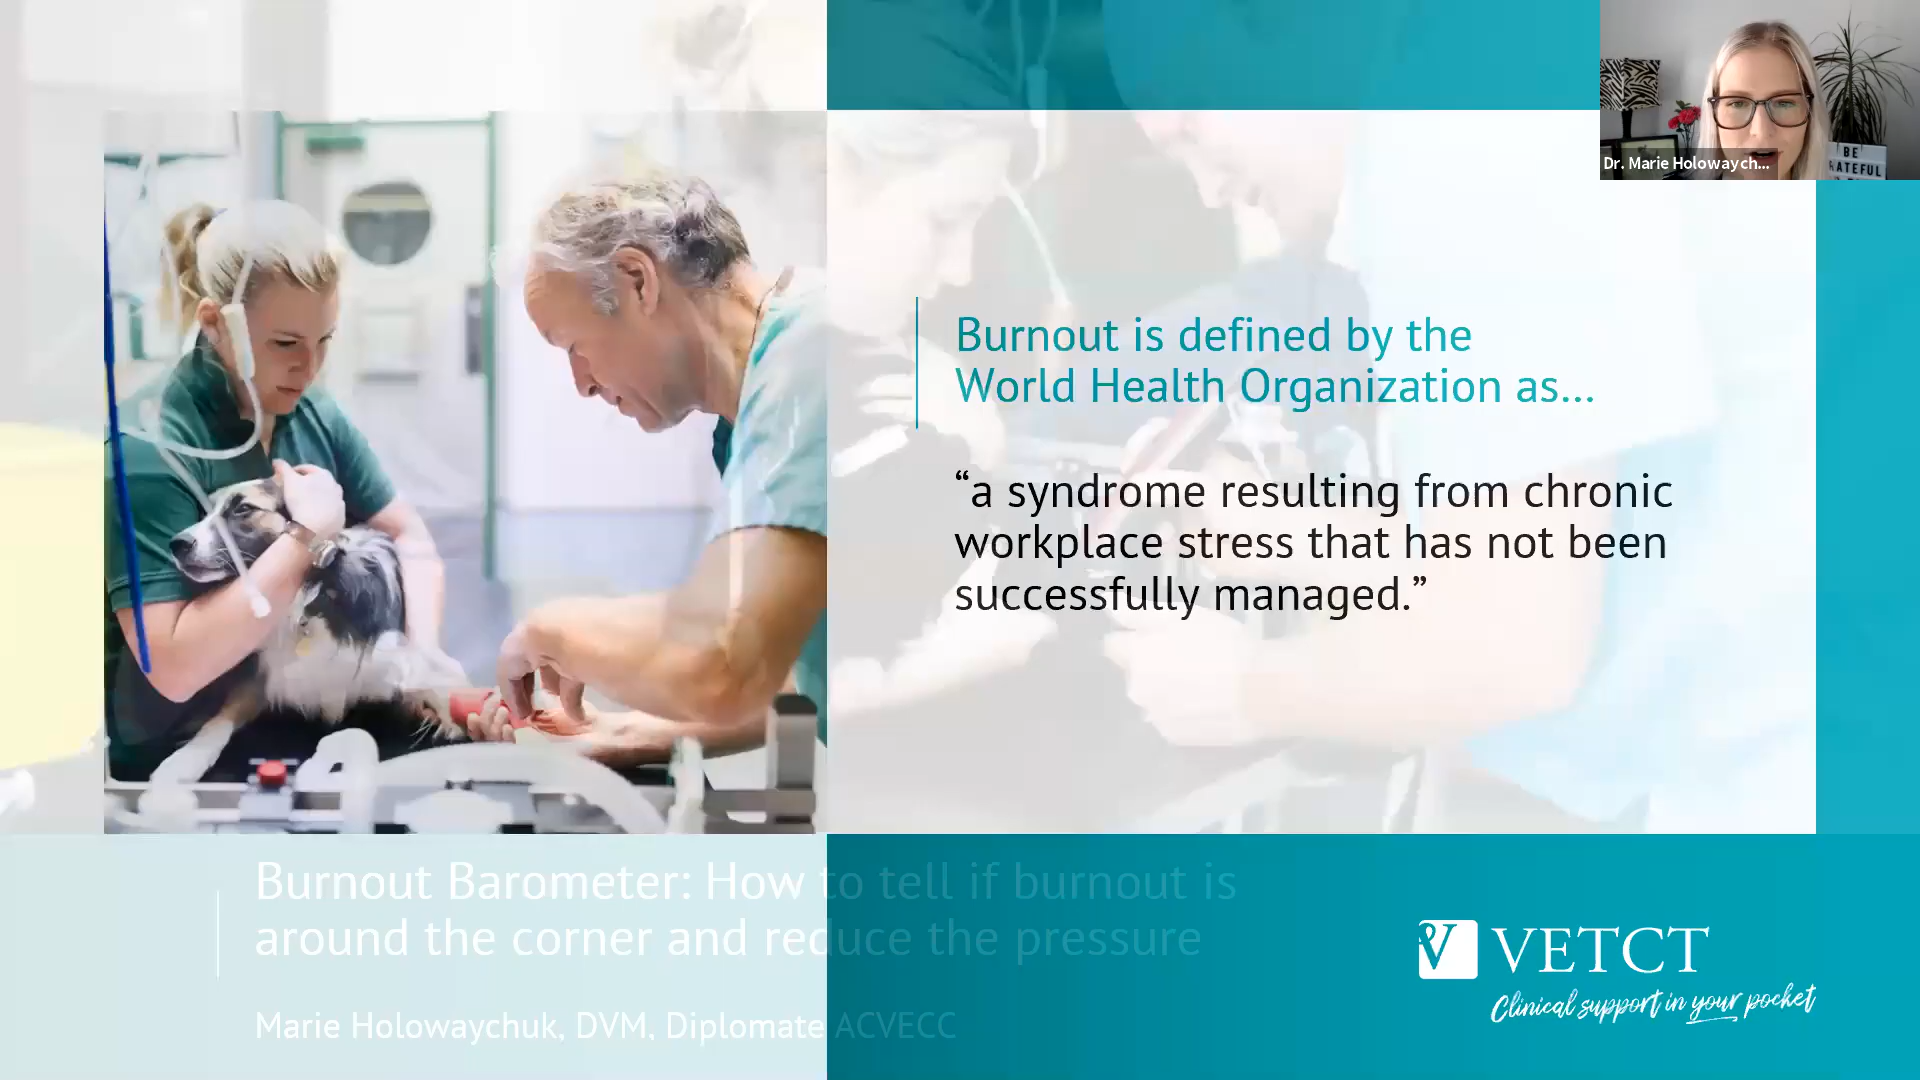 Dr. Marie Holowaych...
BE
Burnout is defined by the
World Health Organization as...
“a syndrome resulting from chronic
workplace stress that has not been
successfully managed.”
Burnout Barometer: How to tell if burnout is
around the corner and reduce the pressure
Marie Holowaychuk, DVM, Diplomate ACVECC
VETCT
Clinical support in your pocket